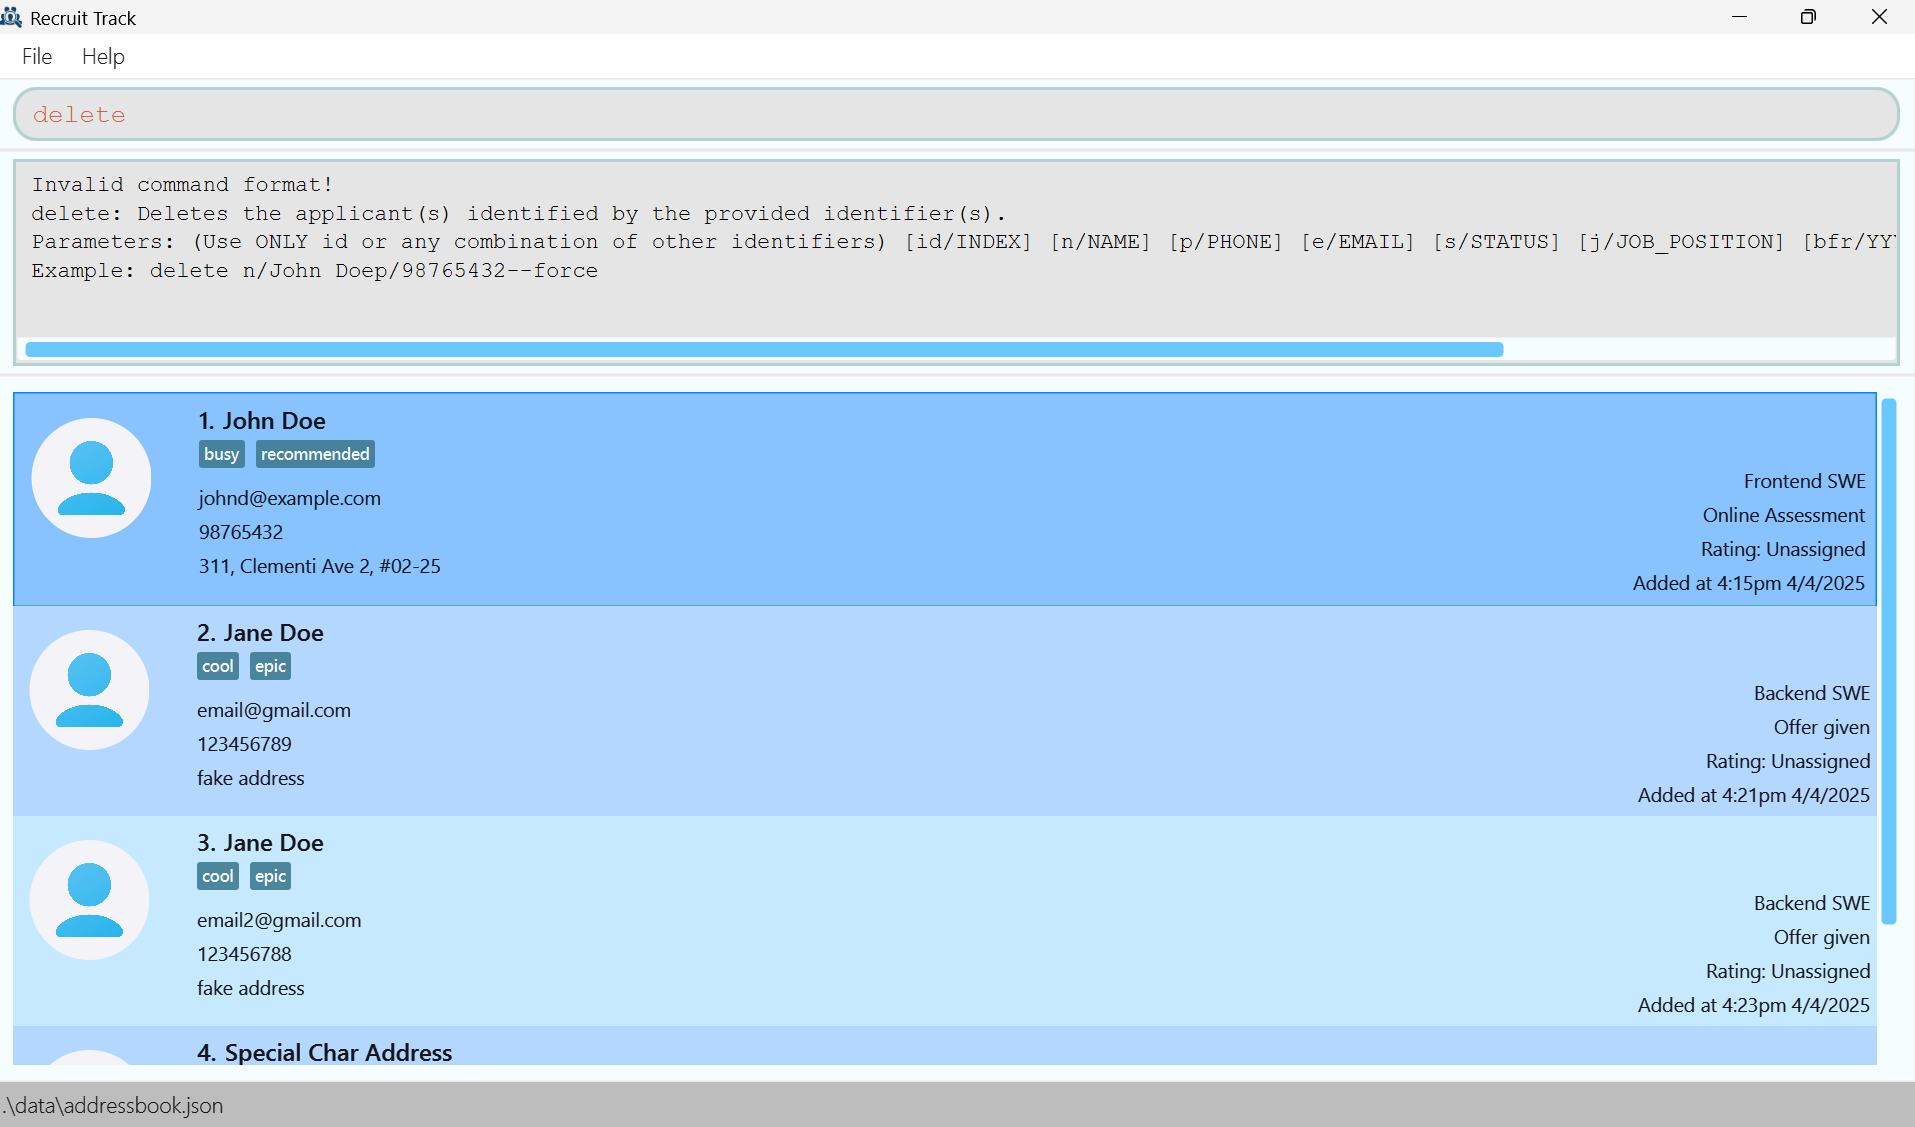 Recruit Track
File Help
delete
Invalid command format!
delete: Deletes the applicant(s) identified by the provided identifier(s).
Parameters: (Use ONLY id or any combination of other identifiers) [id/INDEX] [n/NAME] [p/PHONE] [e/EMAIL] [s/STATUS] [j/JOB_POSITION] [bfr/YY
Example: delete n/John Doep/98765432--force
1. John Doe
busy recommended
johnd@example.com
98765432
311, Clementi Ave 2, #02-25
Frontend SWE
Online Assessment
Rating: Unassigned
Added at 4:15pm 4/4/2025
2. Jane Doe
cool epic
email@gmail.com
123456789
fake address
Backend SWE
Offer given
Rating: Unassigned
Added at 4:21pm 4/4/2025
3. Jane Doe
cool epic
email2@gmail.com
123456788
fake address
Backend SWE
Offer given
Rating: Unassigned
Added at 4:23pm 4/4/2025
4. Special Char Address
.\data\addressbook.json